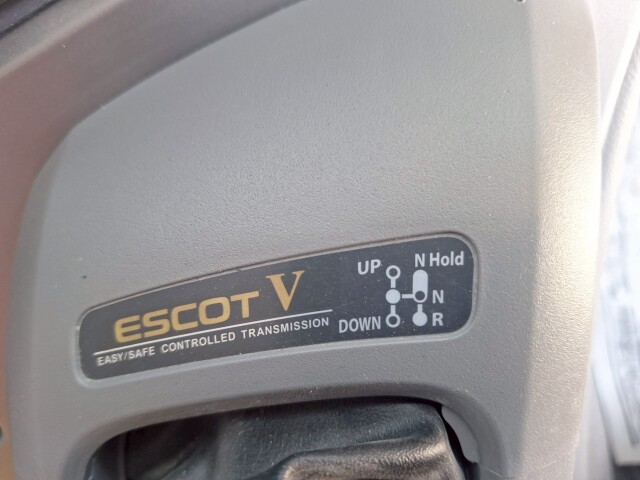 ESCOT V
EASY/SAFE CONTROLLED TRANSMISSION
UP
N Hold
N
DOWN
R